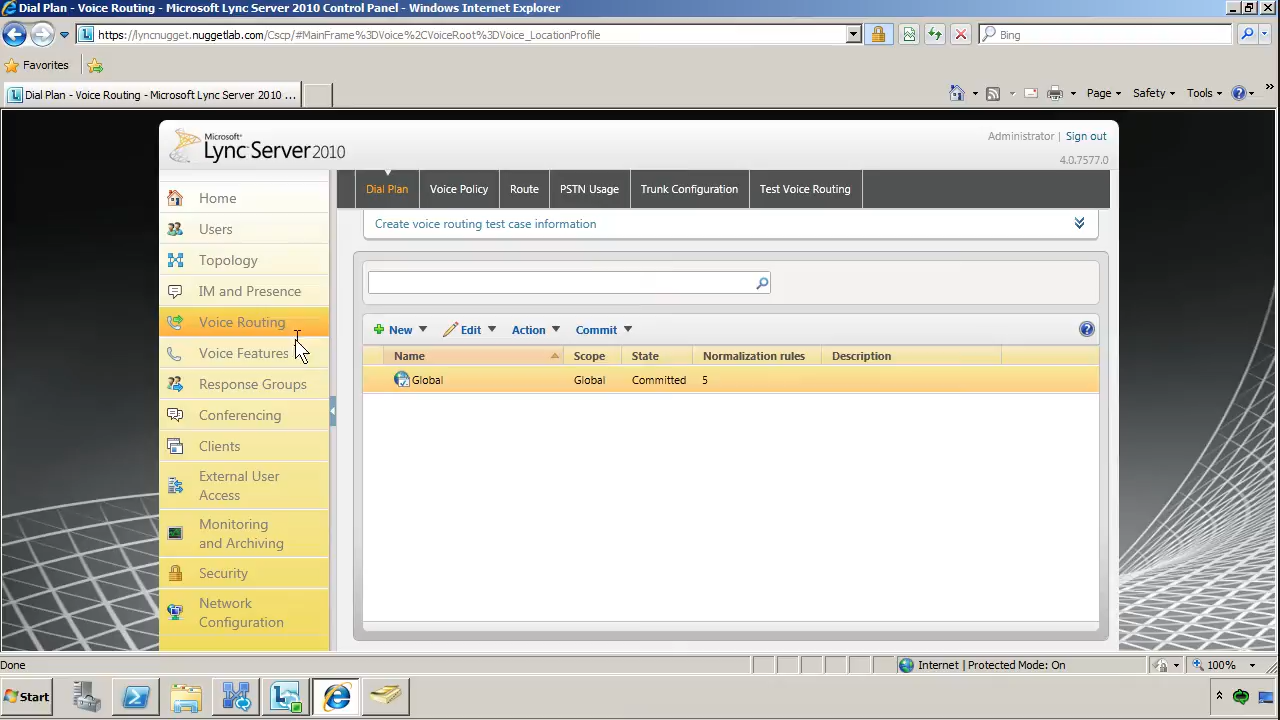 Dial Plan - Voice Routing - Microsoft Lync Server 2010 Control Panel - Windows Internet Explorer
https://lyncnugget.nuggetlab.com/Cscp/#MainFrame%3DVoice%2CVoiceRoot%3DVoice_LocationProfile
Bing
Favorites
Dial Plan - Voice Routing - Microsoft Lync Server 2010 ...
Page
Safety
Tools
Microsoft®
Lync Server 2010
Administrator | Sign out
4.0.7577.0
Home
Users
Topology
IM and Presence
Voice Routing
Voice Features
Response Groups
Conferencing
Clients
External User
Access
Monitoring
and Archiving
Security
Network
Configuration
Dial Plan
Voice Policy
Route
PSTN Usage
Trunk Configuration
Test Voice Routing
Create voice routing test case information
New
Edit
Action
Commit
Name
Scope
State
Normalization rules
Description
Global
Global
Committed
5
Done
Internet | Protected Mode: On
100%
Start